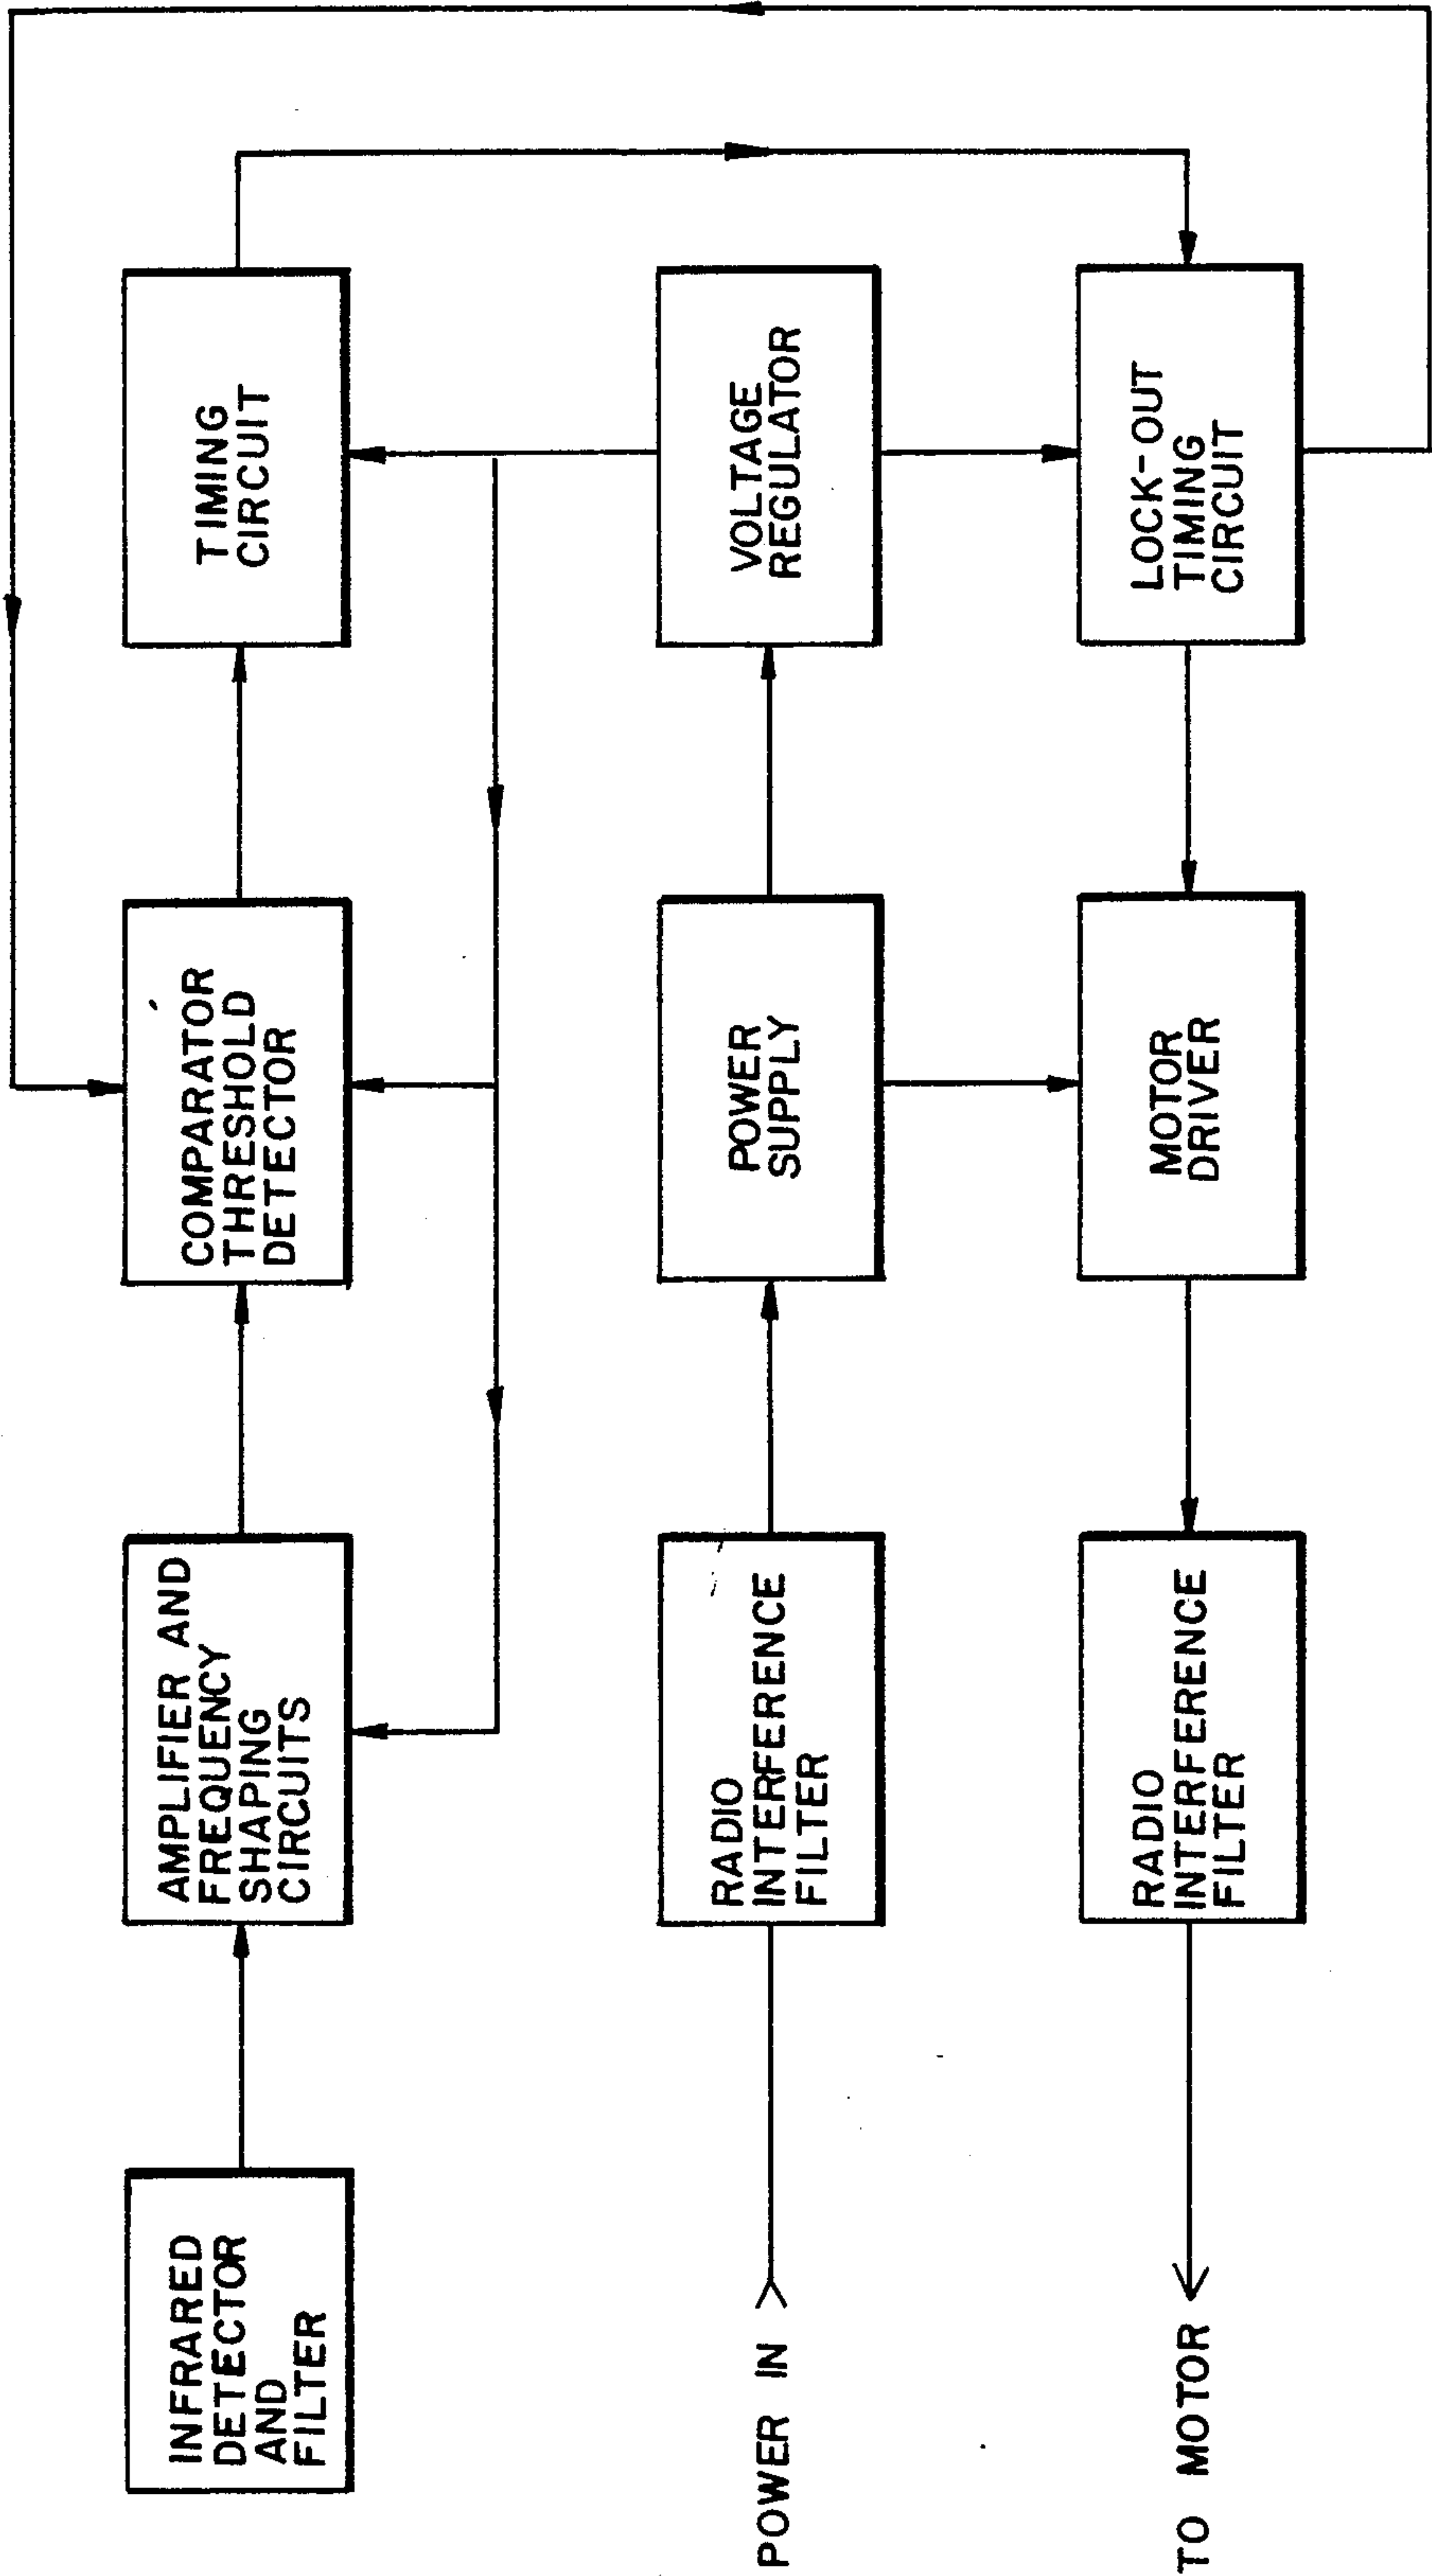 INFRARED
DETECTOR
AND
FILTER
AMPLIFIER AND
FREQUENCY
SHAPING
CIRCUITS
COMPARATOR
THRESHOLD
DETECTOR
TIMING
CIRCUIT
POWER IN
RADIO
INTERFERENCE
FILTER
POWER
SUPPLY
VOLTAGE
REGULATOR
TO MOTOR
RADIO
INTERFERENCE
FILTER
MOTOR
DRIVER
LOCK-OUT
TIMING
CIRCUIT